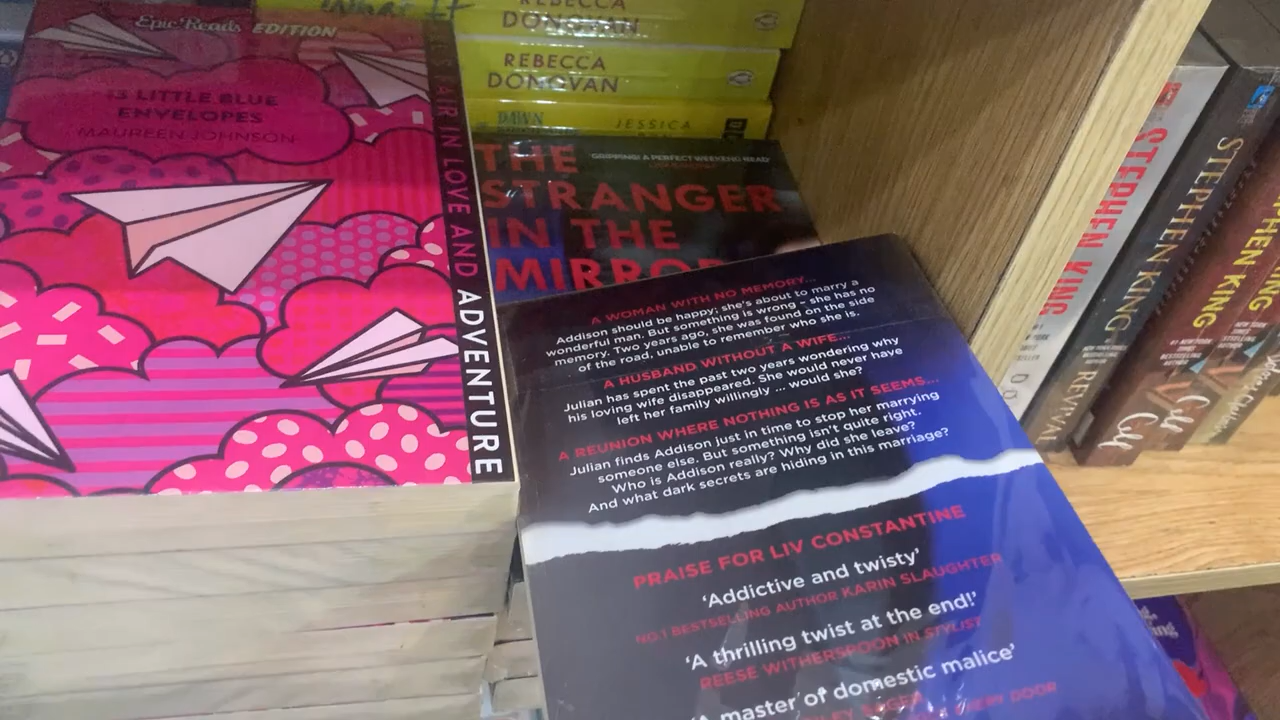 Epic Reads EDITION
13 LITTLE BLUE
ENVELOPES
MAUREEN JOHNSON
AIR IN LOVE AND ADVENTURE
What If
REBECCA
DONOVAN
REBECCA
DONOVAN
DAWN
JESSICA
THE
STRANGER
IN THE
GRIPPING! A PERFECT WEEKEND READ
A WOMAN WITH NO MEMORY...
Addison should be happy; she's about to marry a
wonderful man. But something is wrong – she has no
memory. Two years ago, she was found on the side
of the road, unable to remember who she is.
A HUSBAND WITHOUT A WIFE...
Julian has spent the past two years wondering why
his loving wife disappeared. She would never have
left her family willingly ... would she?
A REUNION WHERE NOTHING IS AS IT SEEMS...
Julian finds Addison just in time to stop her marrying
someone else. But something isn't quite right.
Who is Addison really? Why did she leave?
And what dark secrets are hiding in this marriage?
PRAISE FOR LIV CONSTANTINE
'Addictive and twisty'
NO.1 BESTSELLING AUTHOR KARIN SLAUGHTER
'A thrilling twist at the end!'
REESE WITHERSPOON IN STYLIST
'A master of domestic malice'
EVERY DOOR
STEPHEN KING
STEPHEN KING
REVIVAL
KING
Cell
Cell